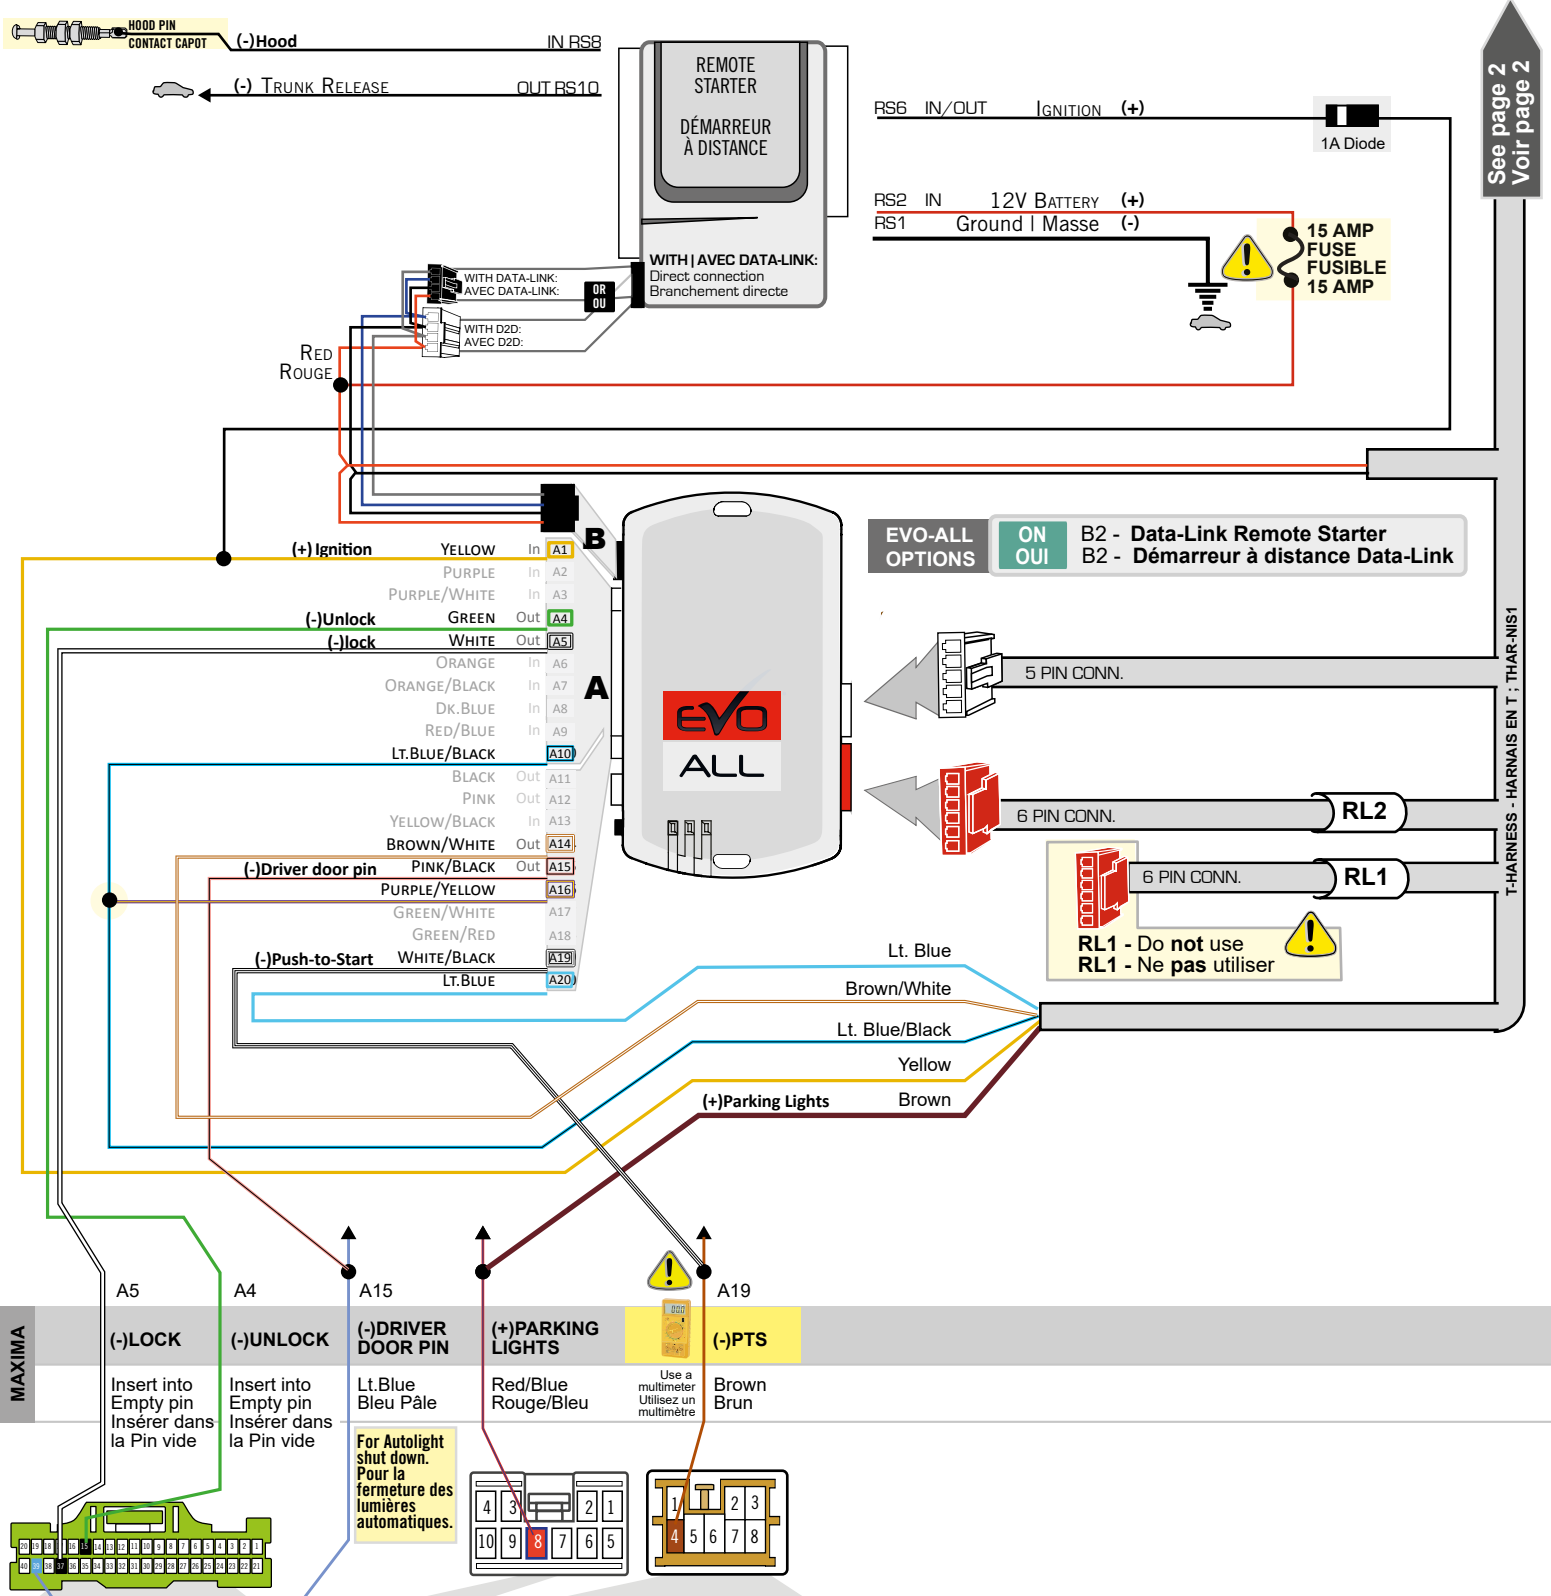 HOOD PIN
CONTACT CAPOT
(-)Hood
IN RS8
(-) TRUNK RELEASE
OUT RS10
REMOTE
STARTER
DÉMARREUR
À DISTANCE
WITH | AVEC DATA-LINK:
Direct connection
Branchement directe
RS6 IN/OUT IGNITION (+)
1A Diode
RS2 IN 12V BATTERY (+)
RS1 Ground | Masse (-)
15 AMP
FUSE
FUSIBLE
15 AMP
See page 2
Voir page 2
WITH DATA-LINK:
AVEC DATA-LINK:
OR
OU
WITH D2D:
AVEC D2D:
RED
ROUGE
B
A
(+) Ignition YELLOW In A1
PURPLE In A2
PURPLE/WHITE In A3
(-)Unlock GREEN Out A4
(-)lock WHITE Out A5
ORANGE In A6
ORANGE/BLACK In A7
DK.BLUE In A8
RED/BLUE In A9
LT.BLUE/BLACK A10
BLACK Out A11
PINK Out A12
YELLOW/BLACK In A13
BROWN/WHITE Out A14
(-)Driver door pin PINK/BLACK Out A15
PURPLE/YELLOW A16
GREEN/WHITE A17
GREEN/RED A18
(-)Push-to-Start WHITE/BLACK A19
LT.BLUE A20
EVO
ALL
EVO-ALL
OPTIONS
ON
OUI
B2 - Data-Link Remote Starter
B2 - Démarreur à distance Data-Link
5 PIN CONN.
6 PIN CONN.
RL2
6 PIN CONN.
RL1
RL1 - Do not use
RL1 - Ne pas utiliser
T-HARNESS - HARNAIS EN T ; THAR-NIS1
Lt. Blue
Brown/White
Lt. Blue/Black
Yellow
(+)Parking Lights Brown
A5
A4
A15
A19
MAXIMA
(-)LOCK
(-)UNLOCK
(-)DRIVER
DOOR PIN
(+)PARKING
LIGHTS
(-)PTS
Insert into
Empty pin
Insérer dans
la Pin vide
Insert into
Empty pin
Insérer dans
la Pin vide
Lt.Blue
Bleu Pâle
Red/Blue
Rouge/Bleu
Use a
multimeter
Utilisez un
multimètre
Brown
Brun
For Autolight
shut down.
Pour la
fermeture des
lumières
automatiques.
4 3 2 1
10 9 8 7 6 5
1 2 3
4 5 6 7 8